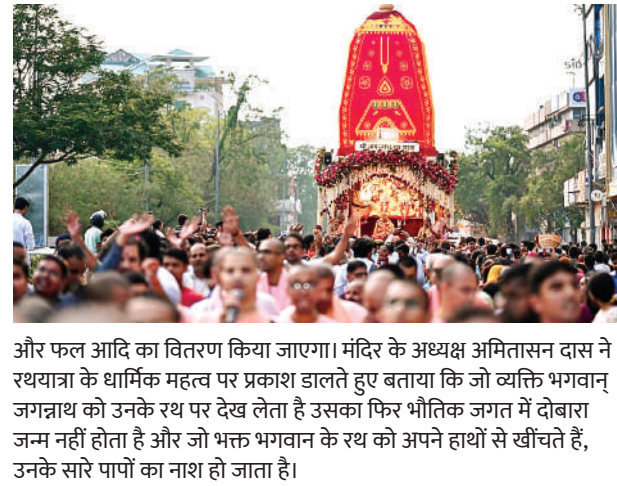 और फल आदि का वितरण किया जाएगा। मंदिर के अध्यक्ष अमितासन दास ने
रथयात्रा के धार्मिक महत्व पर प्रकाश डालते हुए बताया कि जो व्यक्ति भगवान्
जगन्नाथ को उनके रथ पर देख लेता है उसका फिर भौतिक जगत में दोबारा
जन्म नहीं होता है और जो भक्त भगवान के रथ को अपने हाथों से खींचते हैं,
उनके सारे पापों का नाश हो जाता है।